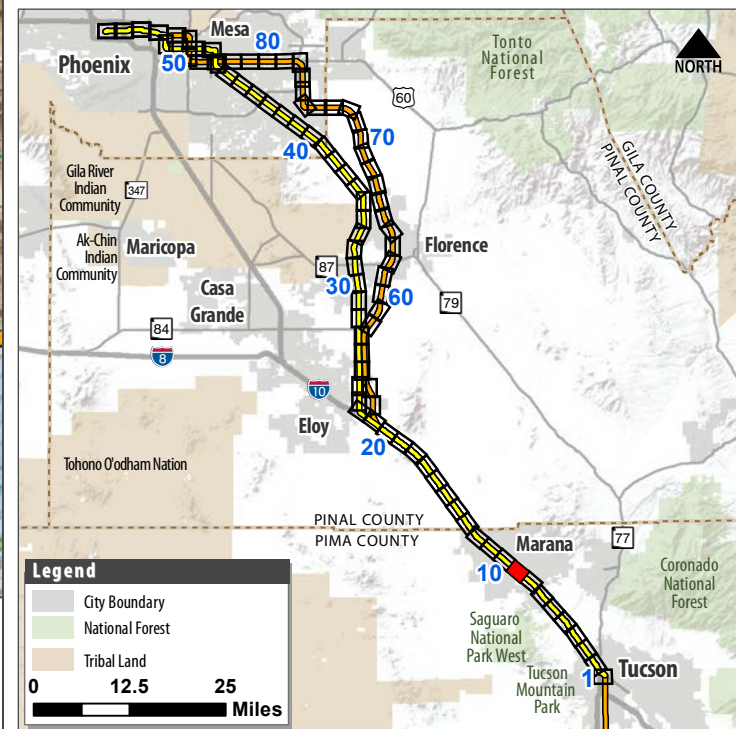 Mesa
80
Phoenix
50
Tonto
National
Forest
NORTH
60
70
40
GILA COUNTY
PINAL COUNTY
Gila River
Indian
Community
347
Ak-Chin
Indian
Community
Maricopa
Florence
87
30
Casa
Grande
60
79
84
8
10
Eloy
20
Tohono O'odham Nation
PINAL COUNTY
PIMA COUNTY
Marana
77
10
Coronado
National
Forest
Saguaro
National
Park West
Tucson
Mountain
Park
1
Tucson
Legend
City Boundary
National Forest
Tribal Land
0 12.5 25
Miles